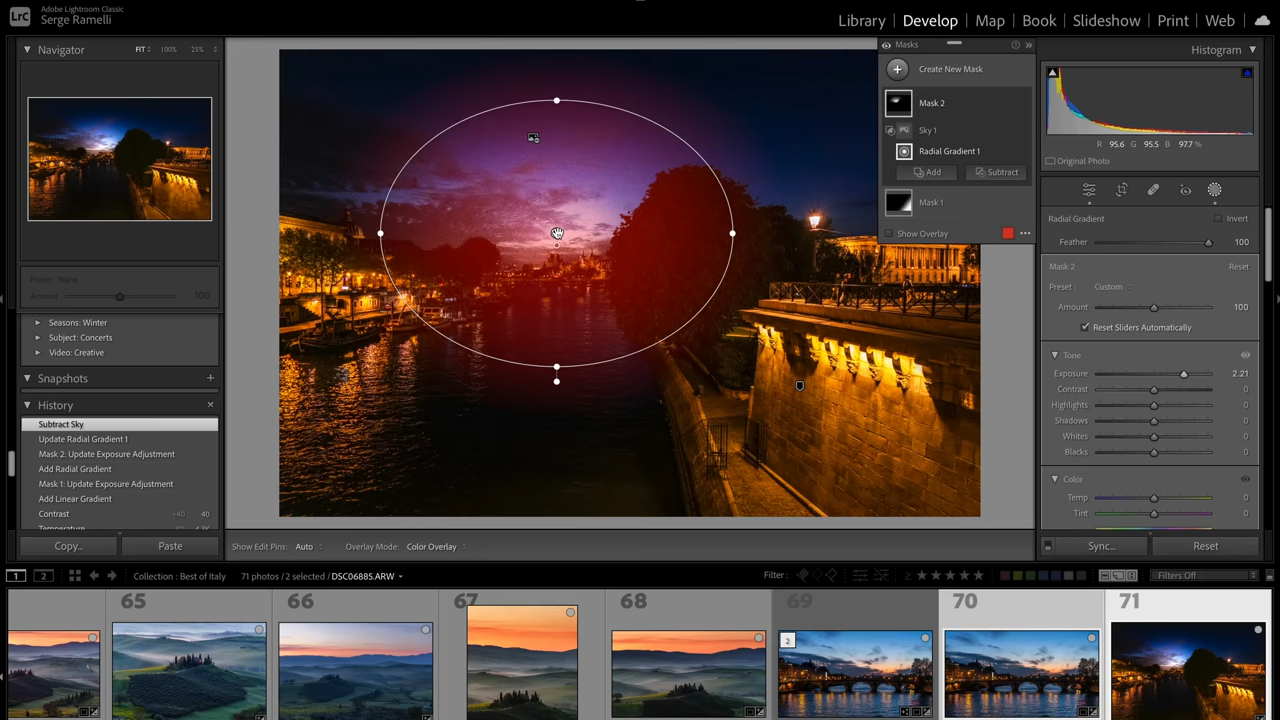 LrC
Adobe Lightroom Classic
Serge Ramelli
Library | Develop | Map | Book | Slideshow | Print | Web
Navigator
FIT
100%
25%
Preset: None
Amount
100
Seasons: Winter
Subject: Concerts
Video: Creative
Snapshots
History
Subtract Sky
Update Radial Gradient 1
Mask 2: Update Exposure Adjustment
Add Radial Gradient
Mask 1: Update Exposure Adjustment
Add Linear Gradient
Contrast +40 40
Temperature
Copy...
Paste
Masks
Create New Mask
Mask 2
Sky 1
Radial Gradient 1
Add
Subtract
Mask 1
Show Overlay
Histogram
R 95.6 G 95.5 B 97.7 %
Original Photo
Radial Gradient
Invert
Feather 100
Mask 2
Reset
Preset: Custom
Amount 100
Reset Sliders Automatically
Tone
Exposure 2.21
Contrast 0
Highlights 0
Shadows 0
Whites 0
Blacks 0
Color
Temp 0
Tint 0
Sync...
Reset
Show Edit Pins: Auto
Overlay Mode: Color Overlay
1
2
Collection : Best of Italy
71 photos / 2 selected / DSC06885.ARW
Filter :
Filters Off
65
66
67
68
69
70
71
2